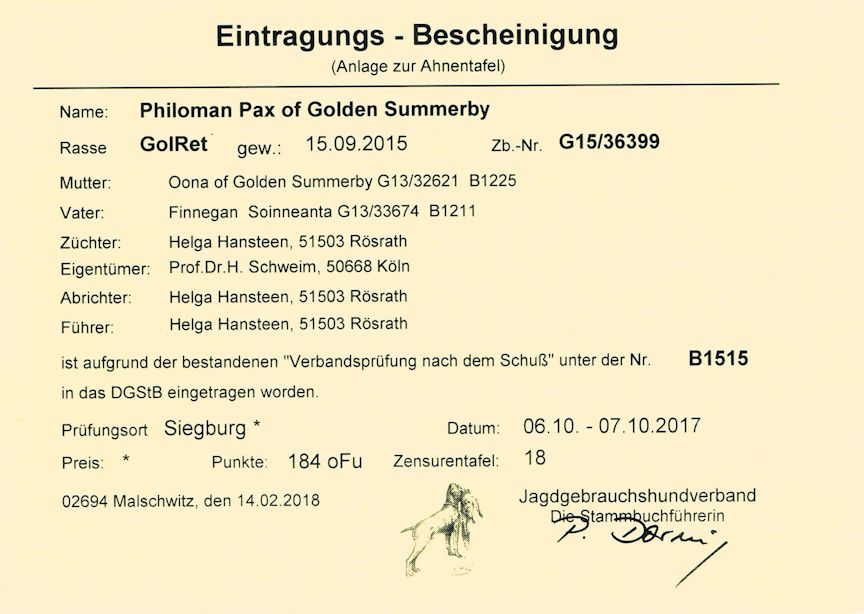 Eintragungs - Bescheinigung
(Anlage zur Ahnentafel)
Name: Philoman Pax of Golden Summerby
Rasse GolRet gew.: 15.09.2015 Zb.-Nr. G15/36399
Mutter: Oona of Golden Summerby G13/32621 B1225
Vater: Finnegan Soinneanta G13/33674 B1211
Züchter: Helga Hansteen, 51503 Rösrath
Eigentümer: Prof.Dr.H. Schweim, 50668 Köln
Abrichter: Helga Hansteen, 51503 Rösrath
Führer: Helga Hansteen, 51503 Rösrath
ist aufgrund der bestandenen "Verbandsprüfung nach dem Schuß" unter der Nr. B1515
in das DGStB eingetragen worden.
Prüfungsort Siegburg * Datum: 06.10. - 07.10.2017
Preis: * Punkte: 184 oFu Zensurentafel: 18
02694 Malschwitz, den 14.02.2018
Jagdgebrauchshundverband
Die Stammbuchführerin
P.